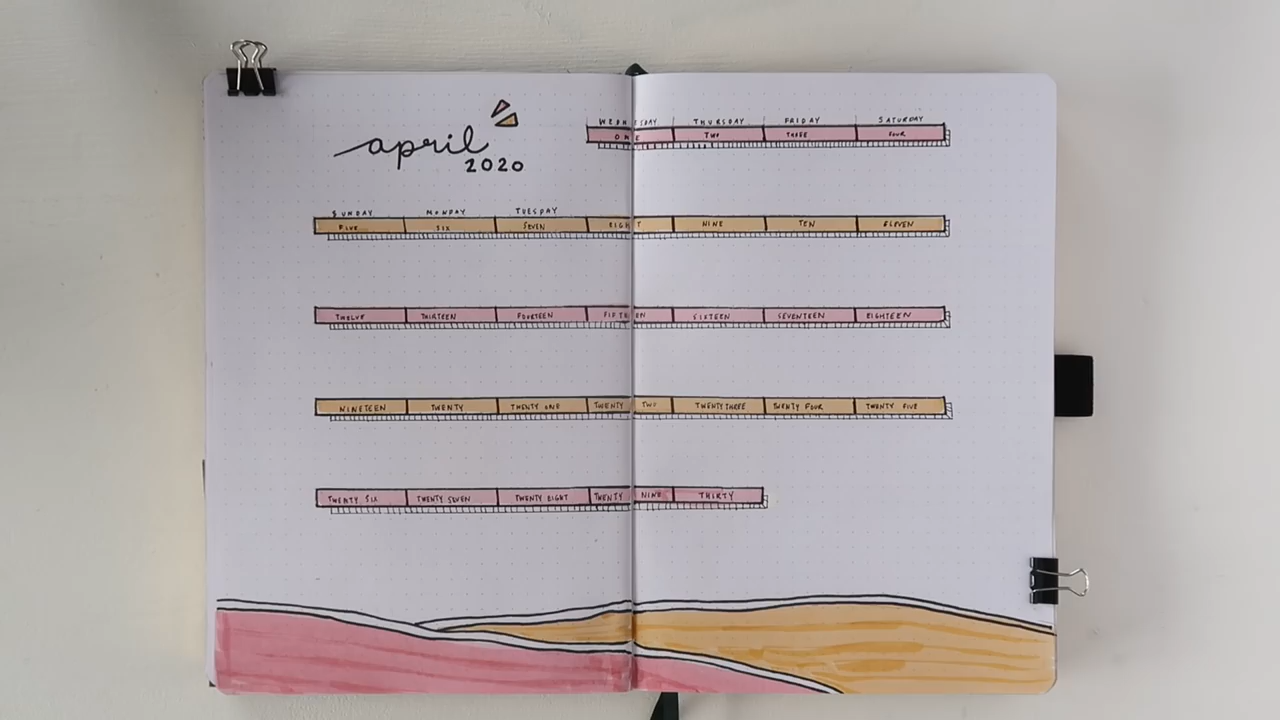 april
2020
WEDNESDAY THURSDAY FRIDAY SATURDAY
ONE TWO THREE FOUR
SUNDAY MONDAY TUESDAY
FIVE SIX SEVEN EIGHT NINE TEN ELEVEN
TWELVE THIRTEEN FOURTEEN FIFTEEN SIXTEEN SEVENTEEN EIGHTEEN
NINETEEN TWENTY TWENTY ONE TWENTY TWO TWENTY THREE TWENTY FOUR TWENTY FIVE
TWENTY SIX TWENTY SEVEN TWENTY EIGHT TWENTY NINE THIRTY